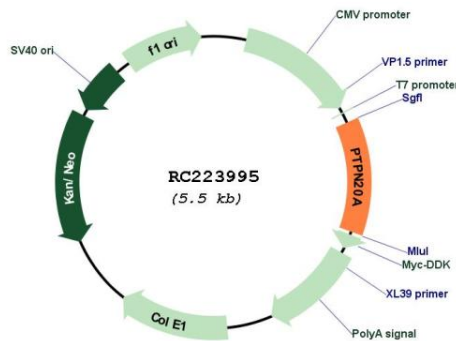 CMV promoter
VP1.5 primer
T7 promoter
SgfI
PTPN20A
MluI
Myc-DDK
XL39 primer
PolyA signal
Col E1
Kan/Neo
SV40 ori
f1 ori
RC223995
(5.5 kb)